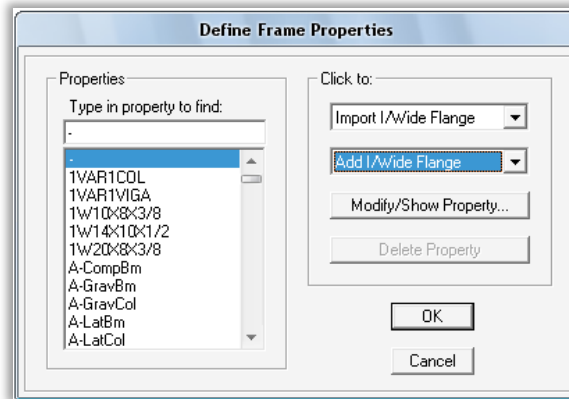 Define Frame Properties
Properties
Type in property to find:
-
-
1VAR1COL
1VAR1VIGA
1W10X8X3/8
1W14X10X1/2
1W20X8X3/8
A-CompBm
A-GravBm
A-GravCol
A-LatBm
A-LatCol
Click to:
Import I/Wide Flange
Add I/Wide Flange
Modify/Show Property...
Delete Property
OK
Cancel